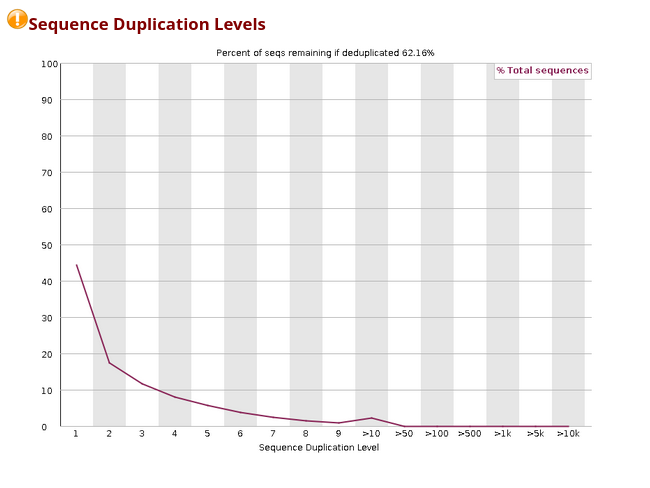 Sequence Duplication Levels
Percent of seqs remaining if deduplicated 62.16%
% Total sequences
100
90
80
70
60
50
40
30
20
10
0
1 2 3 4 5 6 7 8 9 >10 >50 >100 >500 >1k >5k >10k
Sequence Duplication Level